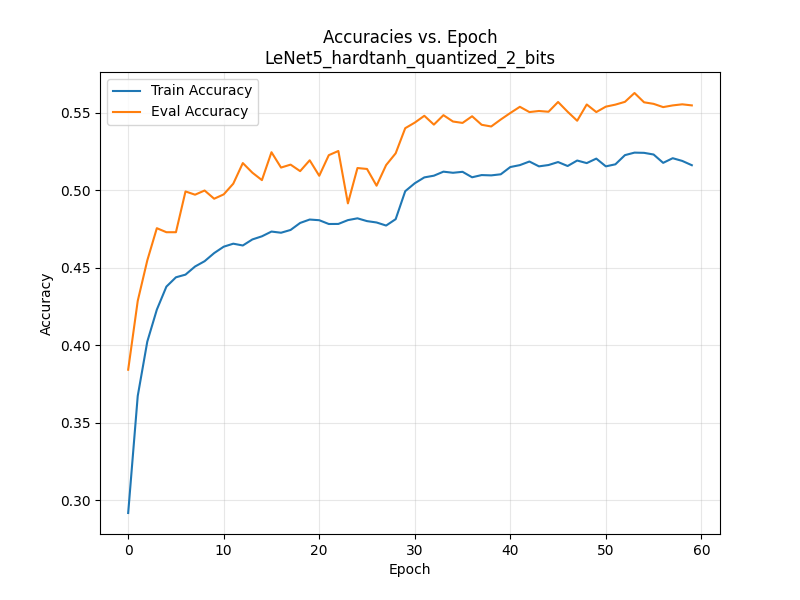 Accuracies vs. Epoch
LeNet5_hardtanh_quantized_2_bits
Train Accuracy
Eval Accuracy
Accuracy
0.55
0.50
0.45
0.40
0.35
0.30
0 10 20 30 40 50 60
Epoch